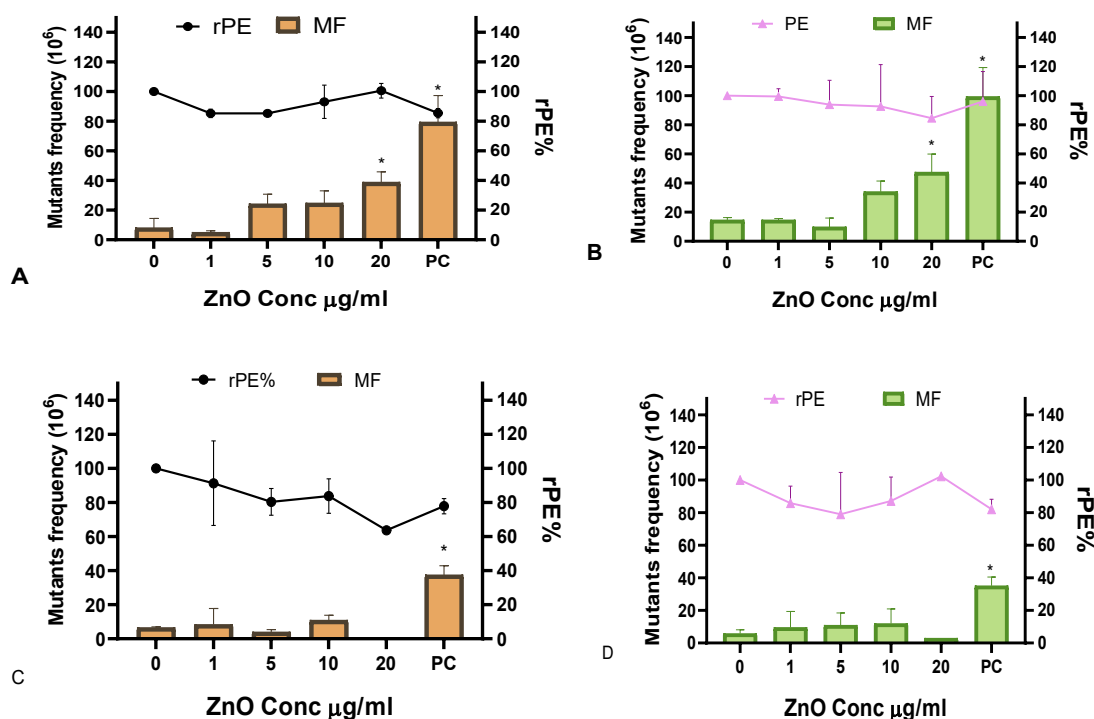 rPE MF
Mutants frequency (10⁶)
140 120 100 80 60 40 20 0
140 120 100 80 60 40 20 0
rPE%
* *
0 1 5 10 20 PC
ZnO Conc μg/ml
A
PE MF
Mutants frequency (10⁶)
140 120 100 80 60 40 20 0
140 120 100 80 60 40 20 0
rPE%
* *
0 1 5 10 20 PC
ZnO Conc μg/ml
B
rPE% MF
Mutants frequency (10⁶)
140 120 100 80 60 40 20 0
140 120 100 80 60 40 20 0
rPE%
*
0 1 5 10 20 PC
ZnO Conc μg/ml
C
rPE MF
Mutants frequency (10⁶)
140 120 100 80 60 40 20 0
140 120 100 80 60 40 20 0
rPE%
*
0 1 5 10 20 PC
ZnO Conc μg/ml
D